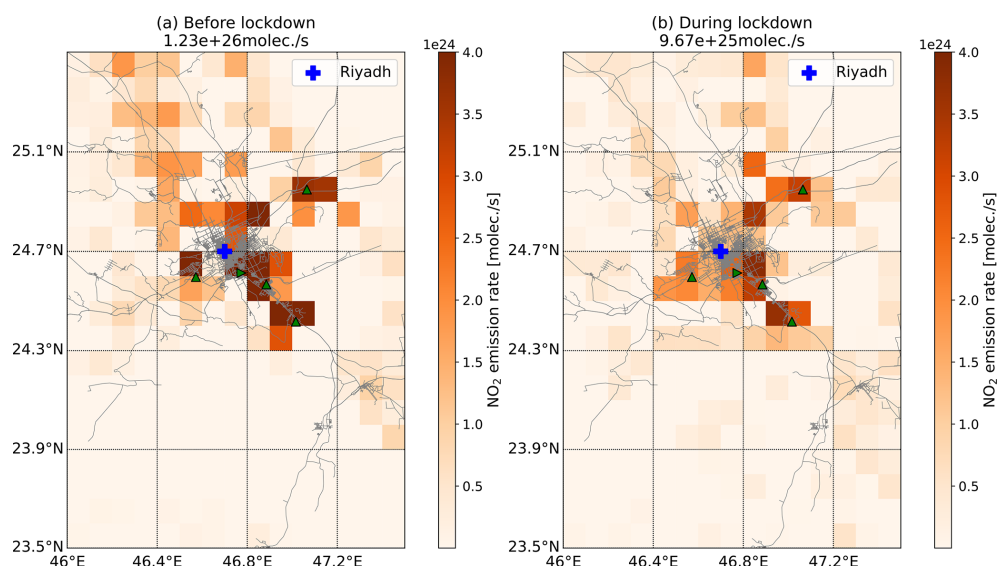 (a) Before lockdown
1.23e+26molec./s
1e24
Riyadh
25.1°N
24.7°N
24.3°N
23.9°N
23.5°N
46°E
46.4°E
46.8°E
47.2°E
4.0
3.5
3.0
2.5
2.0
1.5
1.0
0.5
NO₂ emission rate [molec./s]
(b) During lockdown
9.67e+25molec./s
1e24
Riyadh
25.1°N
24.7°N
24.3°N
23.9°N
23.5°N
46°E
46.4°E
46.8°E
47.2°E
4.0
3.5
3.0
2.5
2.0
1.5
1.0
0.5
NO₂ emission rate [molec./s]